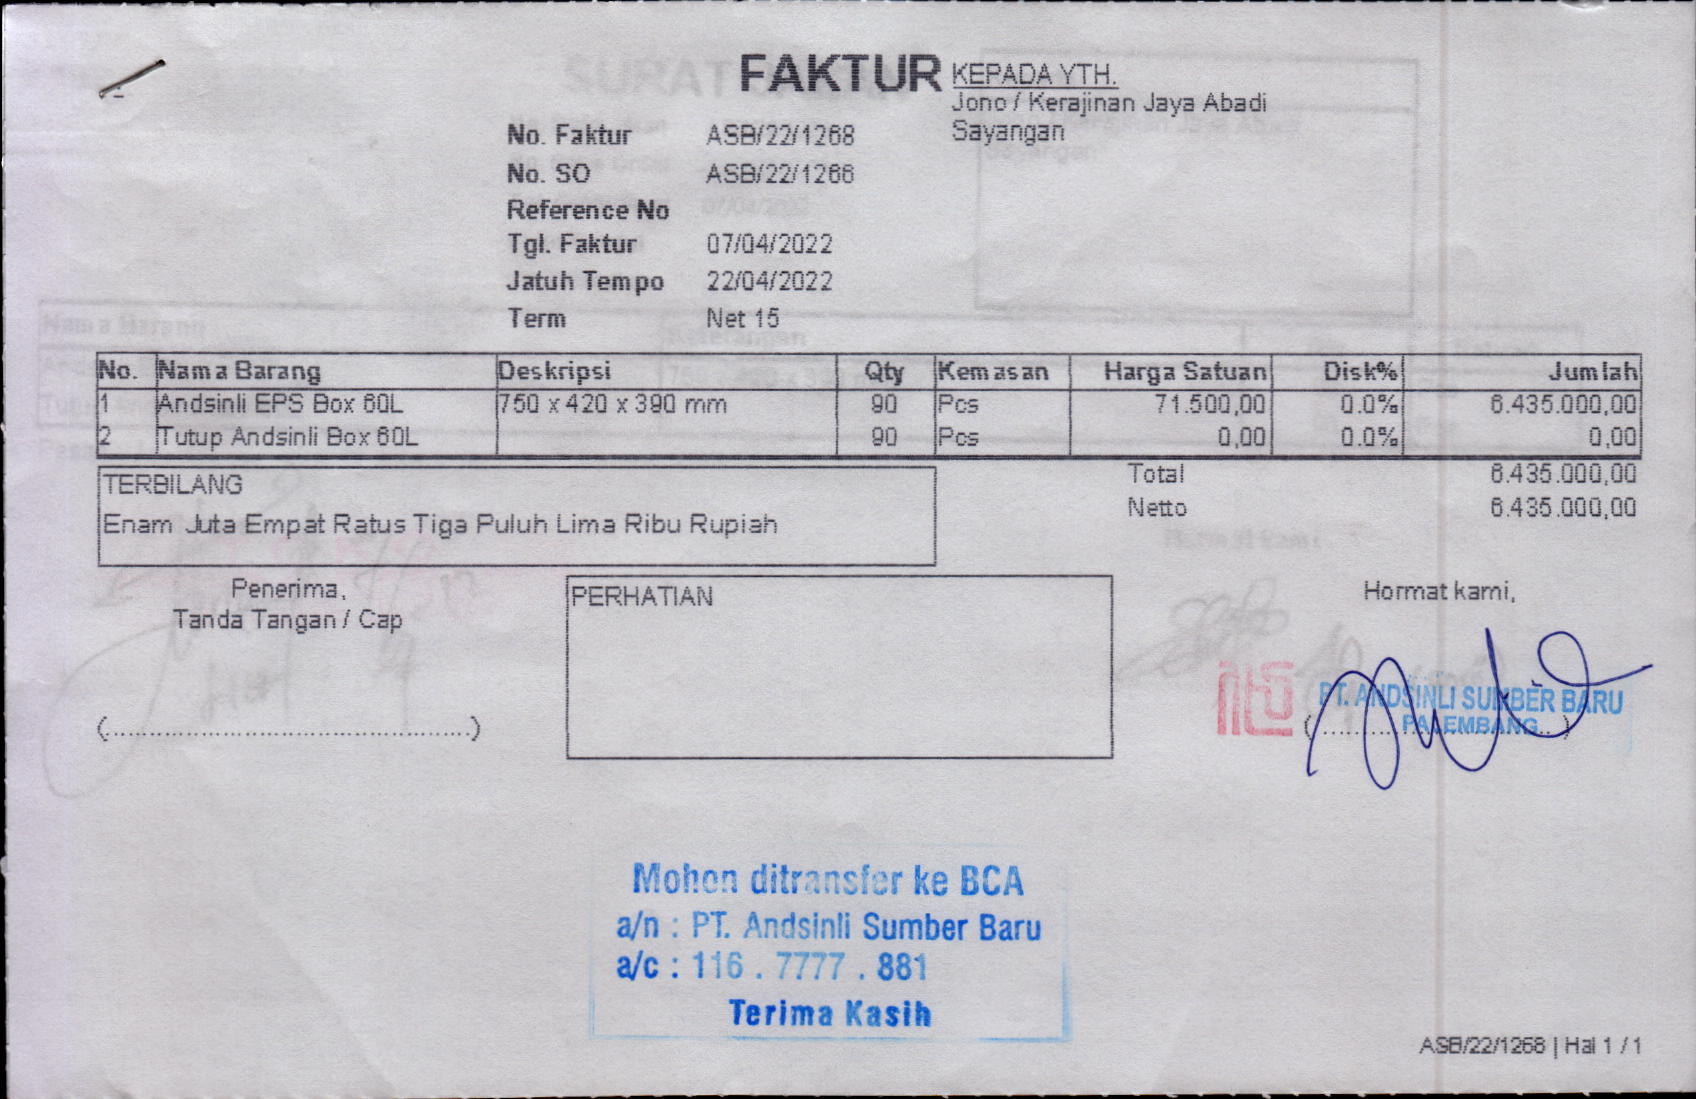 FAKTUR
KEPADA YTH.
Jono / Kerajinan Jaya Abadi
Sayangan
No. Faktur ASB/22/1268
No. SO ASB/22/1266
Reference No
Tgl. Faktur 07/04/2022
Jatuh Tempo 22/04/2022
Term Net 15
No. Nama Barang Deskripsi Qty Kemasan Harga Satuan Disk% Jumlah
1 Andsinli EPS Box 60L 750 x 420 x 390 mm 90 Pcs 71.500,00 0.0% 6.435.000,00
2 Tutup Andsinli Box 60L 90 Pcs 0,00 0.0% 0,00
Total 6.435.000,00
Netto 6.435.000,00
TERBILANG
Enam Juta Empat Ratus Tiga Puluh Lima Ribu Rupiah
Penerima,
Tanda Tangan / Cap
(..................................................)
PERHATIAN
Hormat kami,
PT. ANDSINLI SUMBER BARU
PALEMBANG
Mohon ditransfer ke BCA
a/n : PT. Andsinli Sumber Baru
a/c : 116 . 7777 . 881
Terima Kasih
ASB/22/1268 | Hal 1 / 1